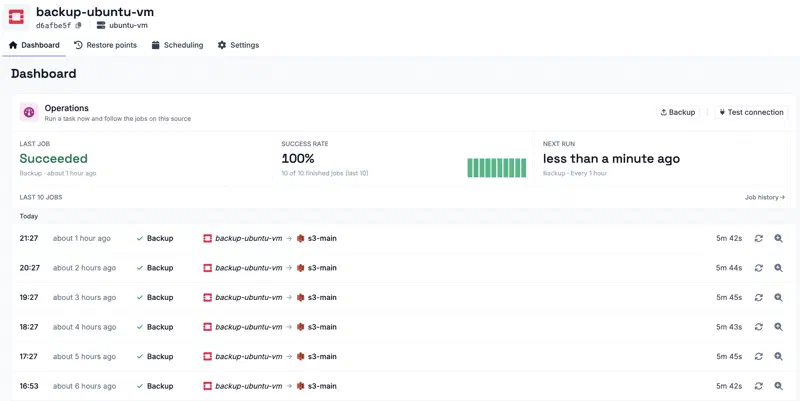 backup-ubuntu-vm
d6afbe5f ubuntu-vm
Dashboard Restore points Scheduling Settings
Dashboard
Operations
Run a task now and follow the jobs on this source
Backup Test connection
LAST JOB SUCCESS RATE NEXT RUN
Succeeded 100% less than a minute ago
Backup · about 1 hour ago 10 of 10 finished jobs (last 10) Backup · Every 1 hour
LAST 10 JOBS Job history →
Today
21:27 about 1 hour ago ✓ Backup backup-ubuntu-vm → s3-main 5m 42s
20:27 about 2 hours ago ✓ Backup backup-ubuntu-vm → s3-main 5m 44s
19:27 about 3 hours ago ✓ Backup backup-ubuntu-vm → s3-main 5m 45s
18:27 about 4 hours ago ✓ Backup backup-ubuntu-vm → s3-main 5m 43s
17:27 about 5 hours ago ✓ Backup backup-ubuntu-vm → s3-main 5m 45s
16:53 about 6 hours ago ✓ Backup backup-ubuntu-vm → s3-main 5m 42s